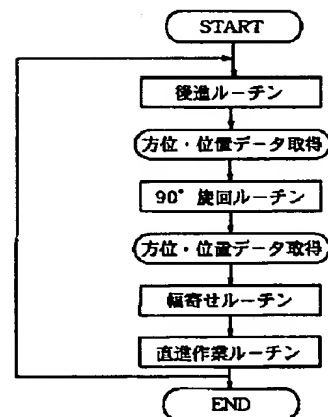 START
後進ルーチン
方位・位置データ取得
90°旋回ルーチン
方位・位置データ取得
幅寄せルーチン
直進作業ルーチン
END